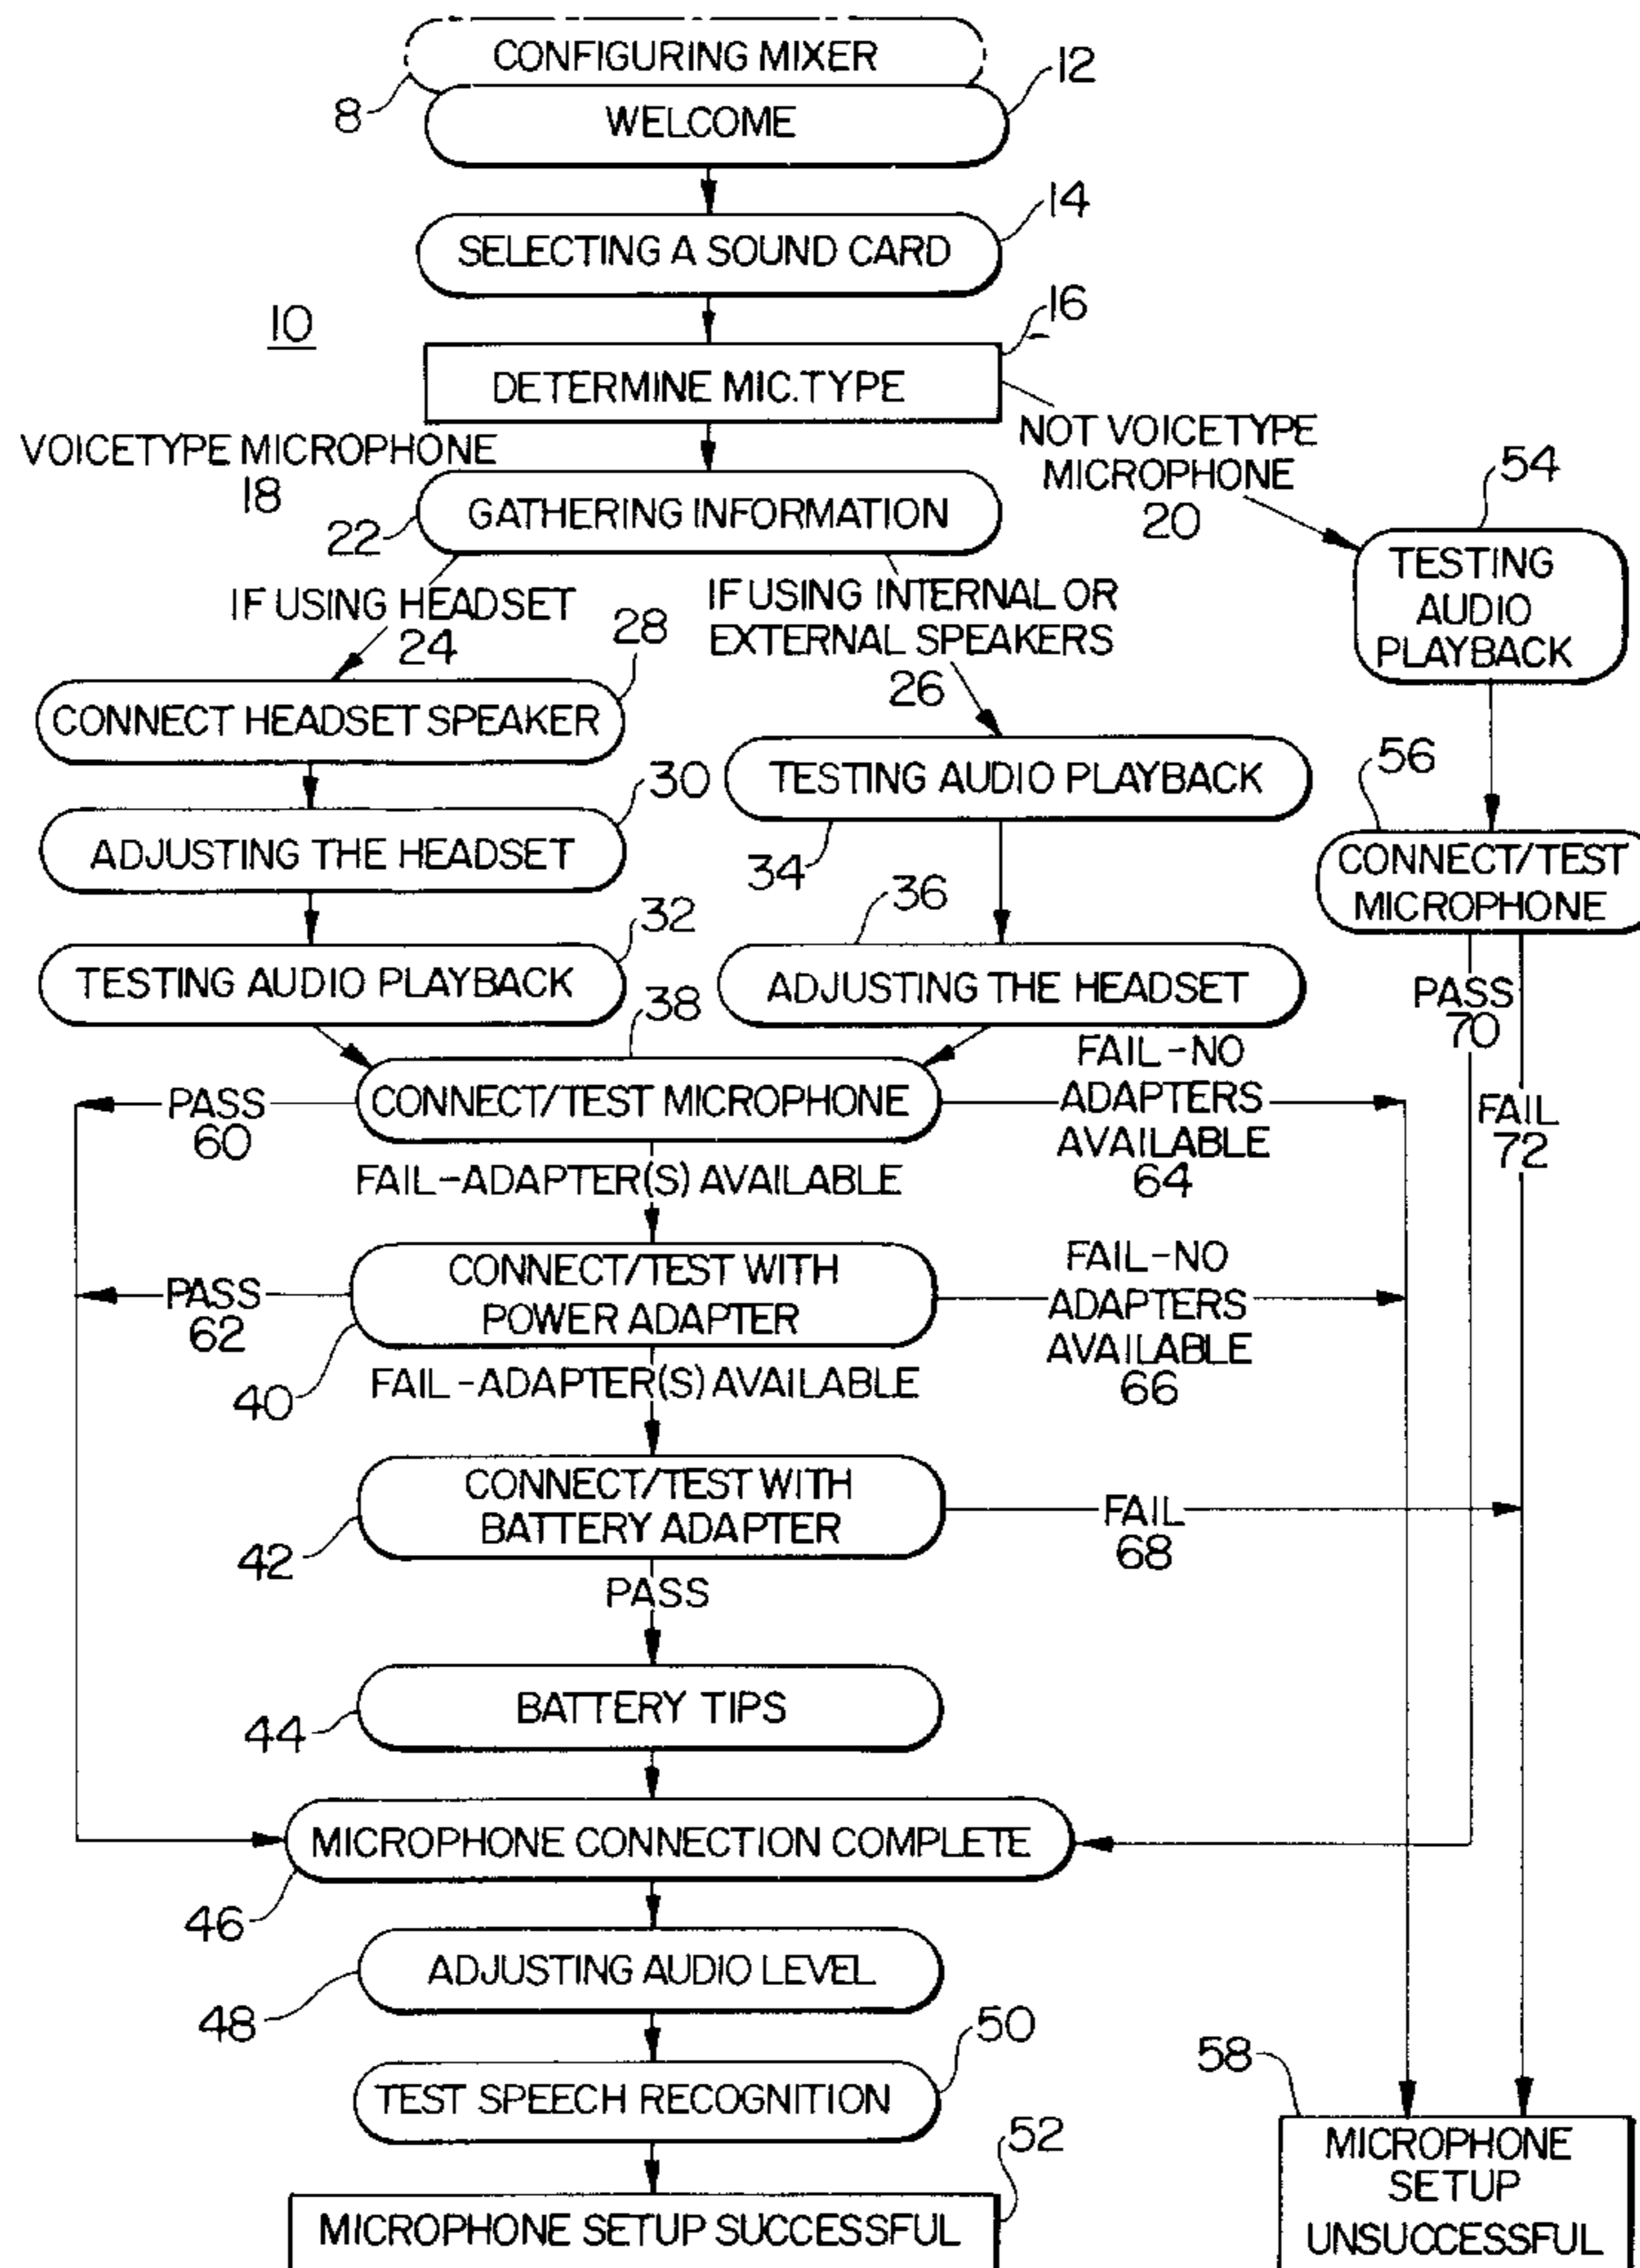 CONFIGURING MIXER
8
12
WELCOME
14
SELECTING A SOUND CARD
10
16
DETERMINE MIC.TYPE
VOICETYPE MICROPHONE
18
NOT VOICETYPE
MICROPHONE
20
22
GATHERING INFORMATION
54
TESTING
AUDIO
PLAYBACK
IF USING HEADSET
24
28
IF USING INTERNAL OR
EXTERNAL SPEAKERS
26
CONNECT HEADSET SPEAKER
30
TESTING AUDIO PLAYBACK
34
56
CONNECT/TEST
MICROPHONE
ADJUSTING THE HEADSET
36
32
TESTING AUDIO PLAYBACK
ADJUSTING THE HEADSET
38
PASS
70
FAIL
72
CONNECT/TEST MICROPHONE
PASS
60
FAIL-NO
ADAPTERS
AVAILABLE
64
FAIL-ADAPTER(S) AVAILABLE
CONNECT/TEST WITH
POWER ADAPTER
PASS
62
40
FAIL-NO
ADAPTERS
AVAILABLE
66
FAIL-ADAPTER(S) AVAILABLE
CONNECT/TEST WITH
BATTERY ADAPTER
42
FAIL
68
PASS
BATTERY TIPS
44
MICROPHONE CONNECTION COMPLETE
46
ADJUSTING AUDIO LEVEL
48
50
TEST SPEECH RECOGNITION
52
MICROPHONE SETUP SUCCESSFUL
58
MICROPHONE
SETUP
UNSUCCESSFUL